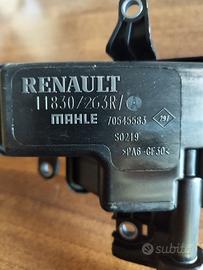 RENAULT
11830/263R/A
MAHLE 70545583
S0219
>PA6-GF30<
subito